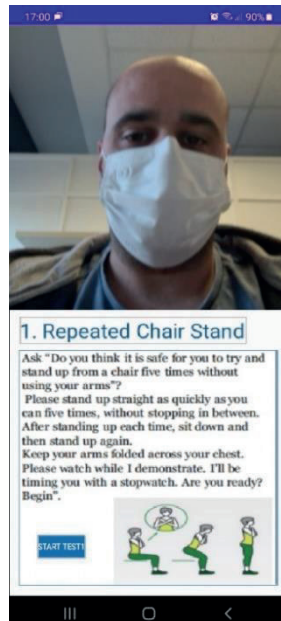 17:00
90%
1. Repeated Chair Stand
Ask “Do you think it is safe for you to try and
stand up from a chair five times without
using your arms”?
Please stand up straight as quickly as you
can five times, without stopping in between.
After standing up each time, sit down and
then stand up again.
Keep your arms folded across your chest.
Please watch while I demonstrate. I'll be
timing you with a stopwatch. Are you ready?
Begin”.
START TEST1